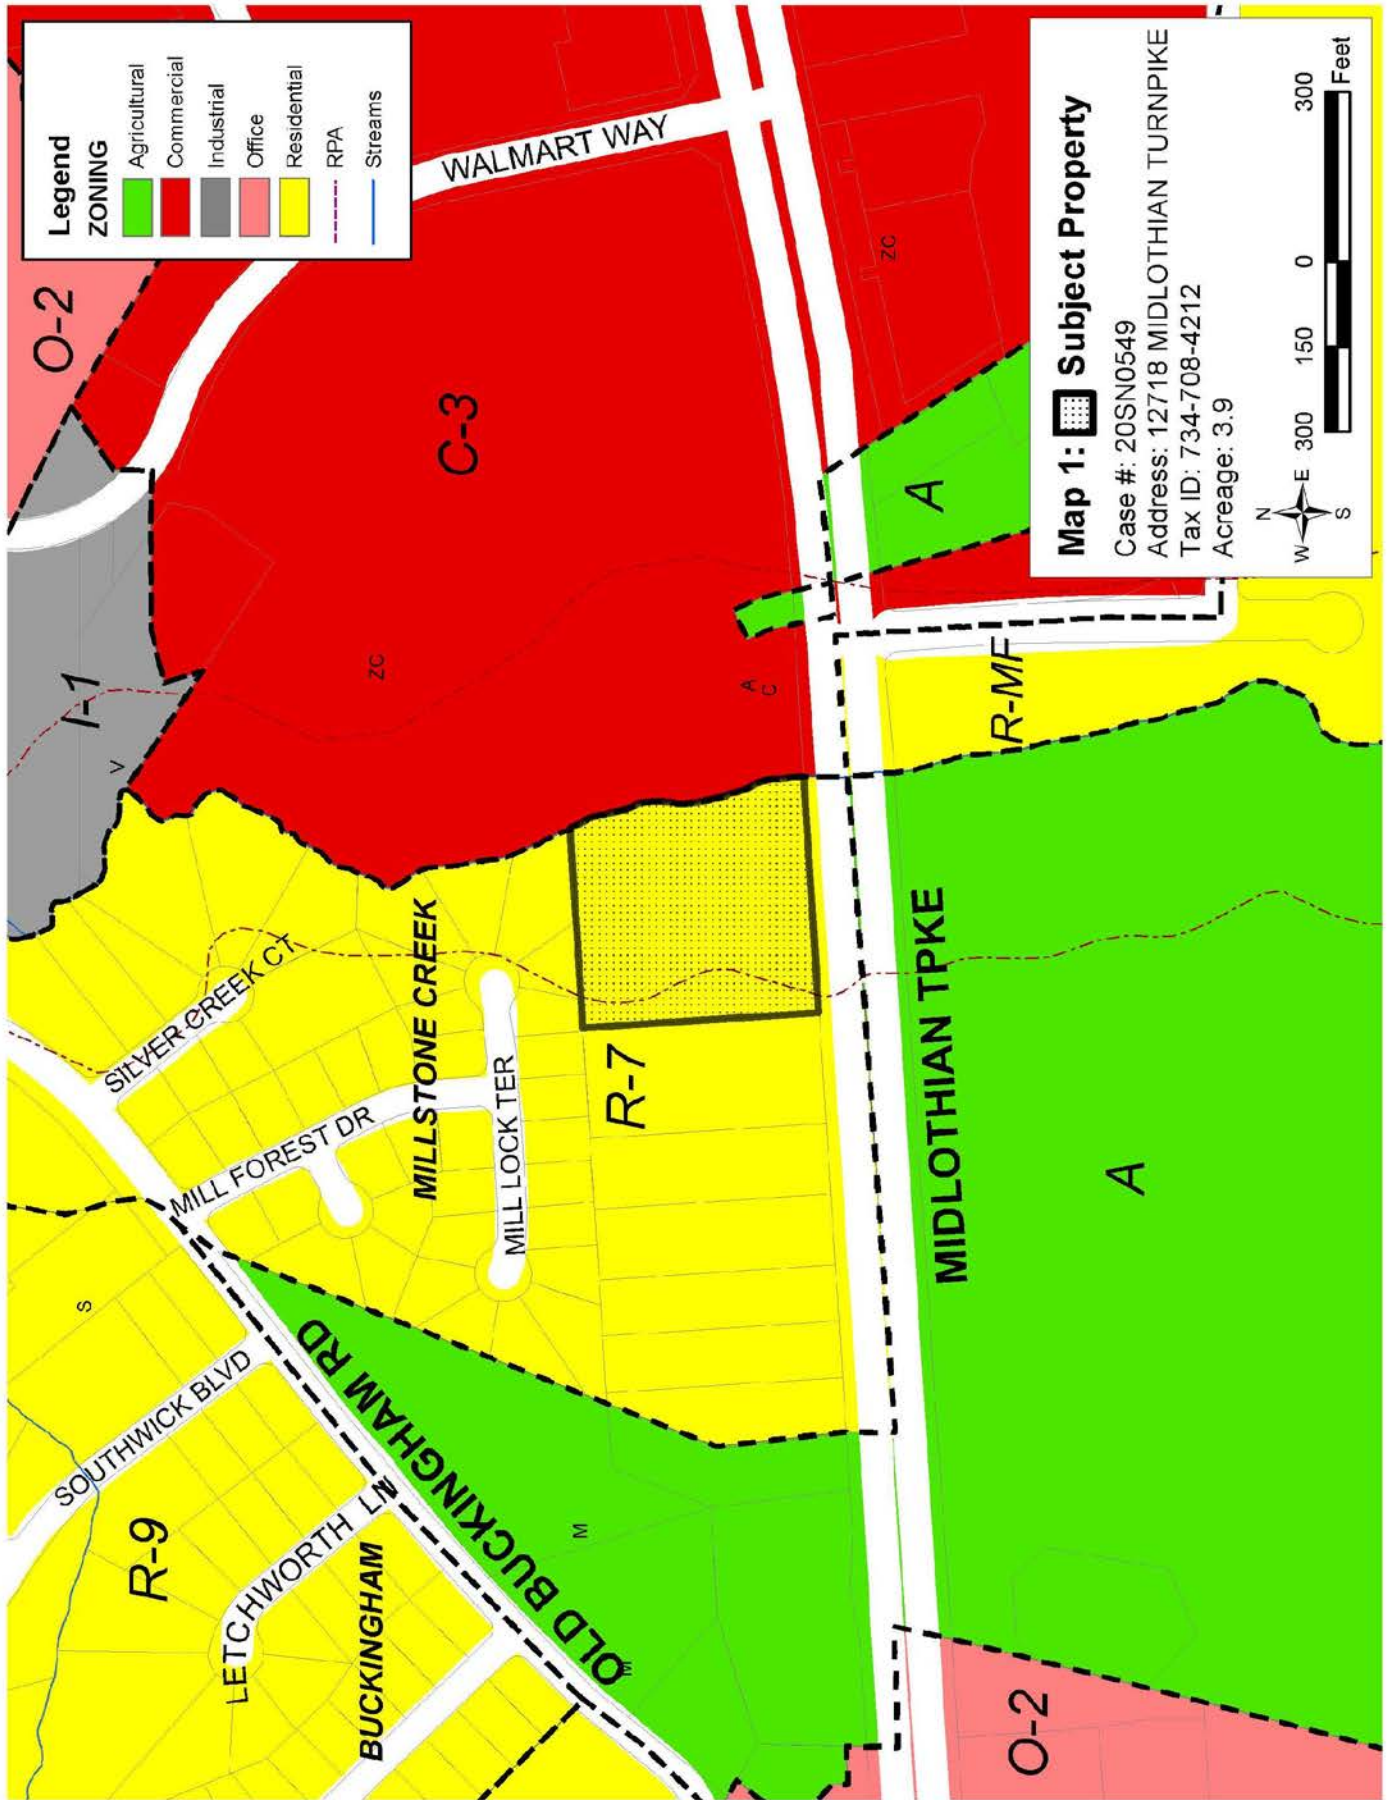 Legend
ZONING
Agricultural
Commercial
Industrial
Office
Residential
RPA
Streams
O-2
I-1
V
C-3
ZC
WALMART WAY
A
C
ZC
A
R-MF
SILVER CREEK CT
MILL FOREST DR
MILLSTONE CREEK
MILL LOCK TER
R-7
S
SOUTHWICK BLVD
R-9
LETCHWORTH LN
BUCKINGHAM
OLD BUCKINGHAM RD
M
M
MIDLOTHIAN TPKE
A
O-2
Map 1: Subject Property
Case #: 20SN0549
Address: 12718 MIDLOTHIAN TURNPIKE
Tax ID: 734-708-4212
Acreage: 3.9
N
W E
S
300 150 0 300
Feet